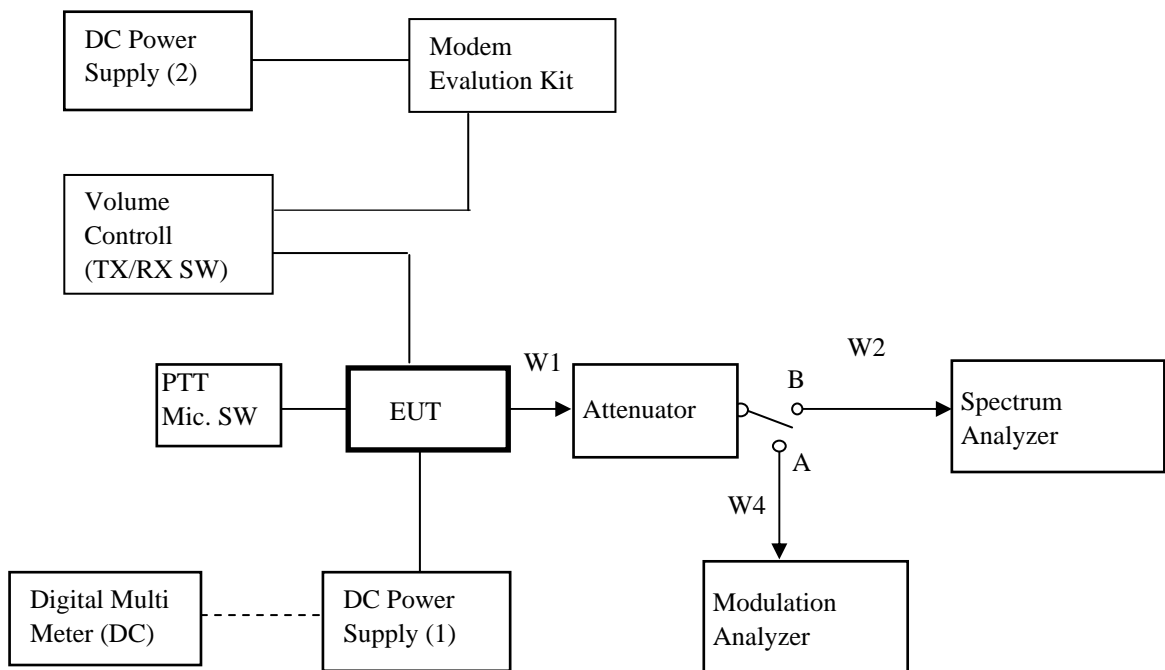 DC Power
Supply (2)
Modem
Evalution Kit
Volume
Controll
(TX/RX SW)
PTT
Mic. SW
EUT
W1
Attenuator
B
A
W2
Spectrum
Analyzer
W4
Digital Multi
Meter (DC)
DC Power
Supply (1)
Modulation
Analyzer